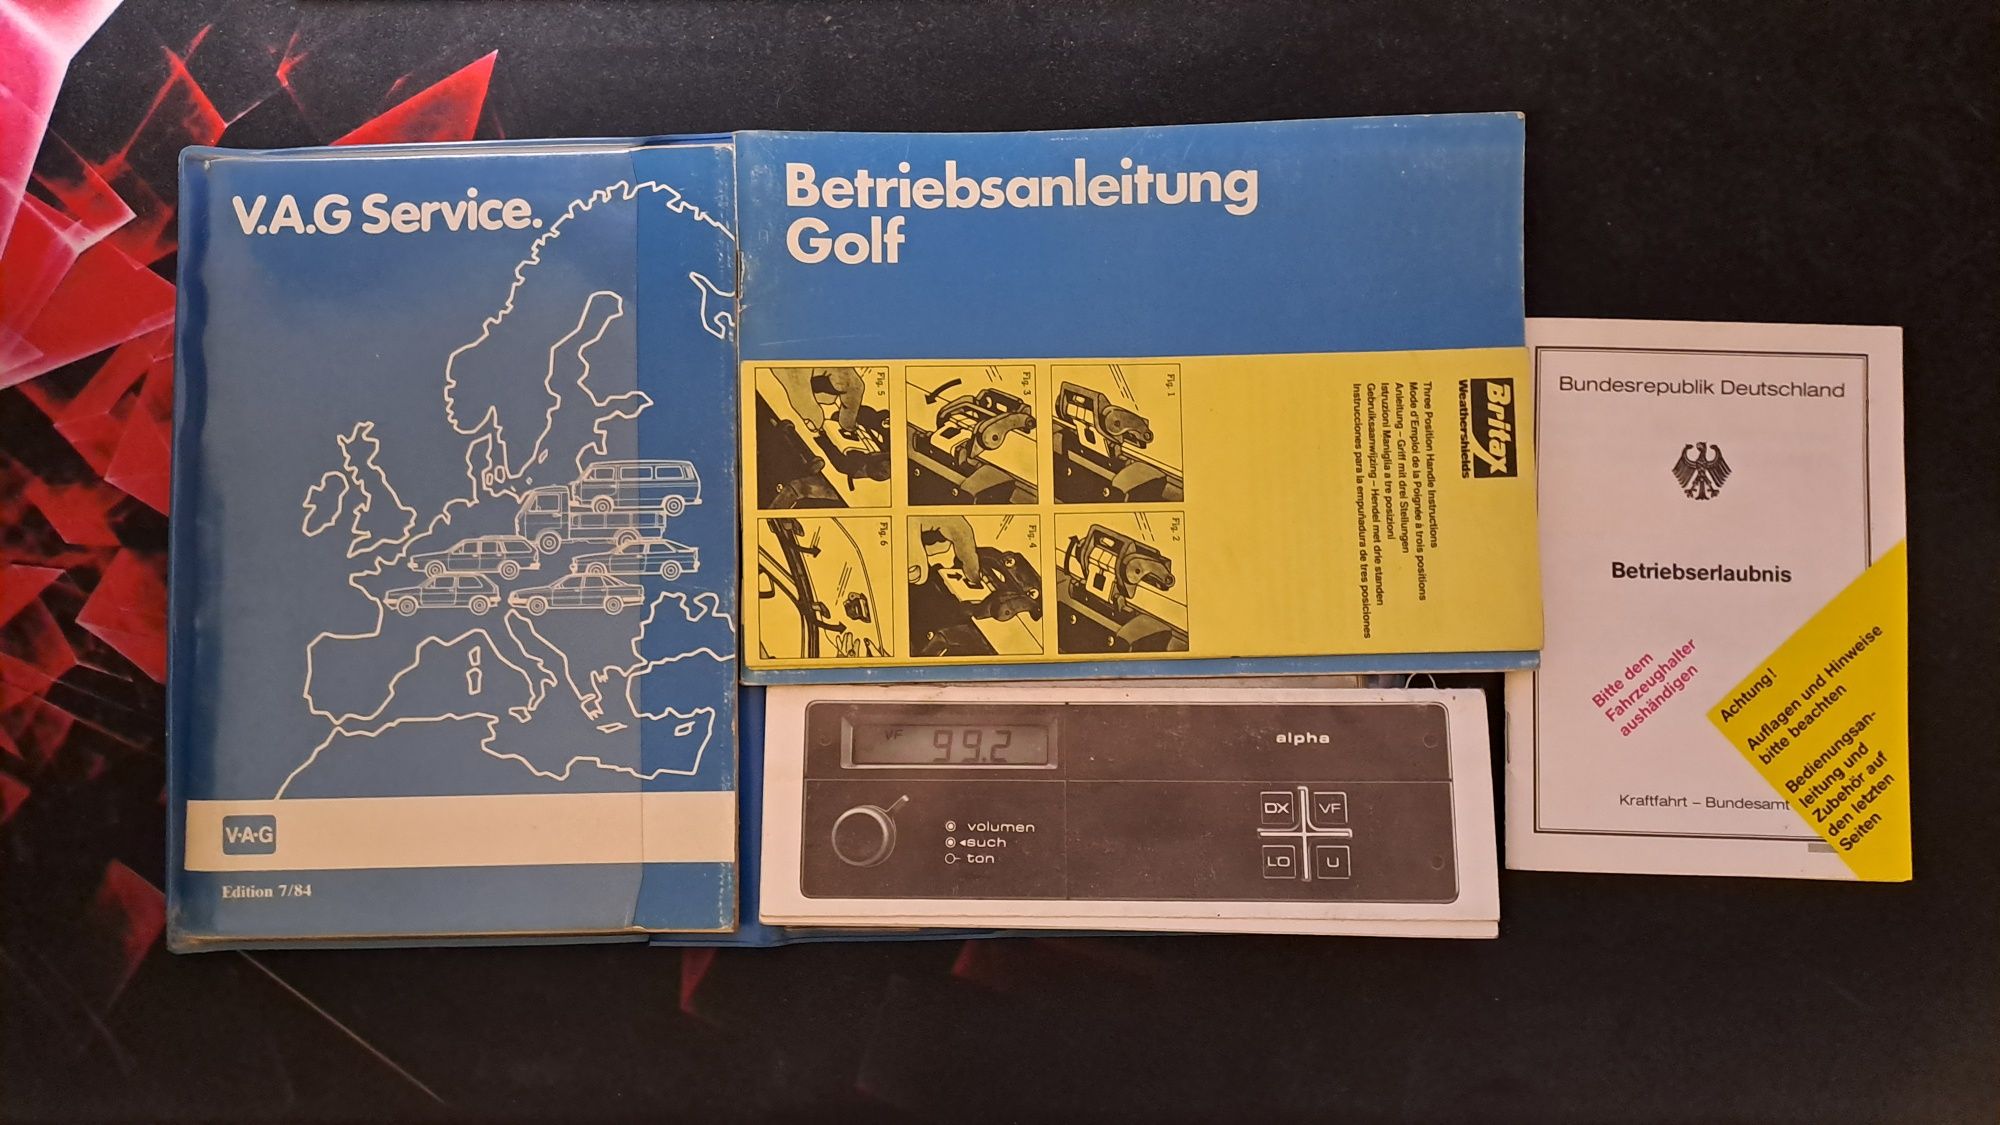 V.A.G Service.
V·A·G
Edition 7/84
Betriebsanleitung
Golf
Britax
Weathershields
Three Position Handle Instructions
Mode d'Emploi de la Poignée à trois positions
Anleitung – Griff mit drei Stellungen
Istruzioni Maniglia a tre posizioni
Gebruiksaanwijzing – Hendel met drie standen
Instrucciones para la empuñadura de tres posiciones
Fig. 1
Fig. 2
Fig. 3
Fig. 4
Fig. 5
Fig. 6
VF 99.2
alpha
volumen
such
ton
DX VF
LO U
Bundesrepublik Deutschland
Betriebserlaubnis
Bitte dem
Fahrzeughalter
aushändigen
Kraftfahrt – Bundesamt
Achtung!
Auflagen und Hinweise
bitte beachten
Bedienungsan-
leitung und
Zubehör auf
den letzten
Seiten